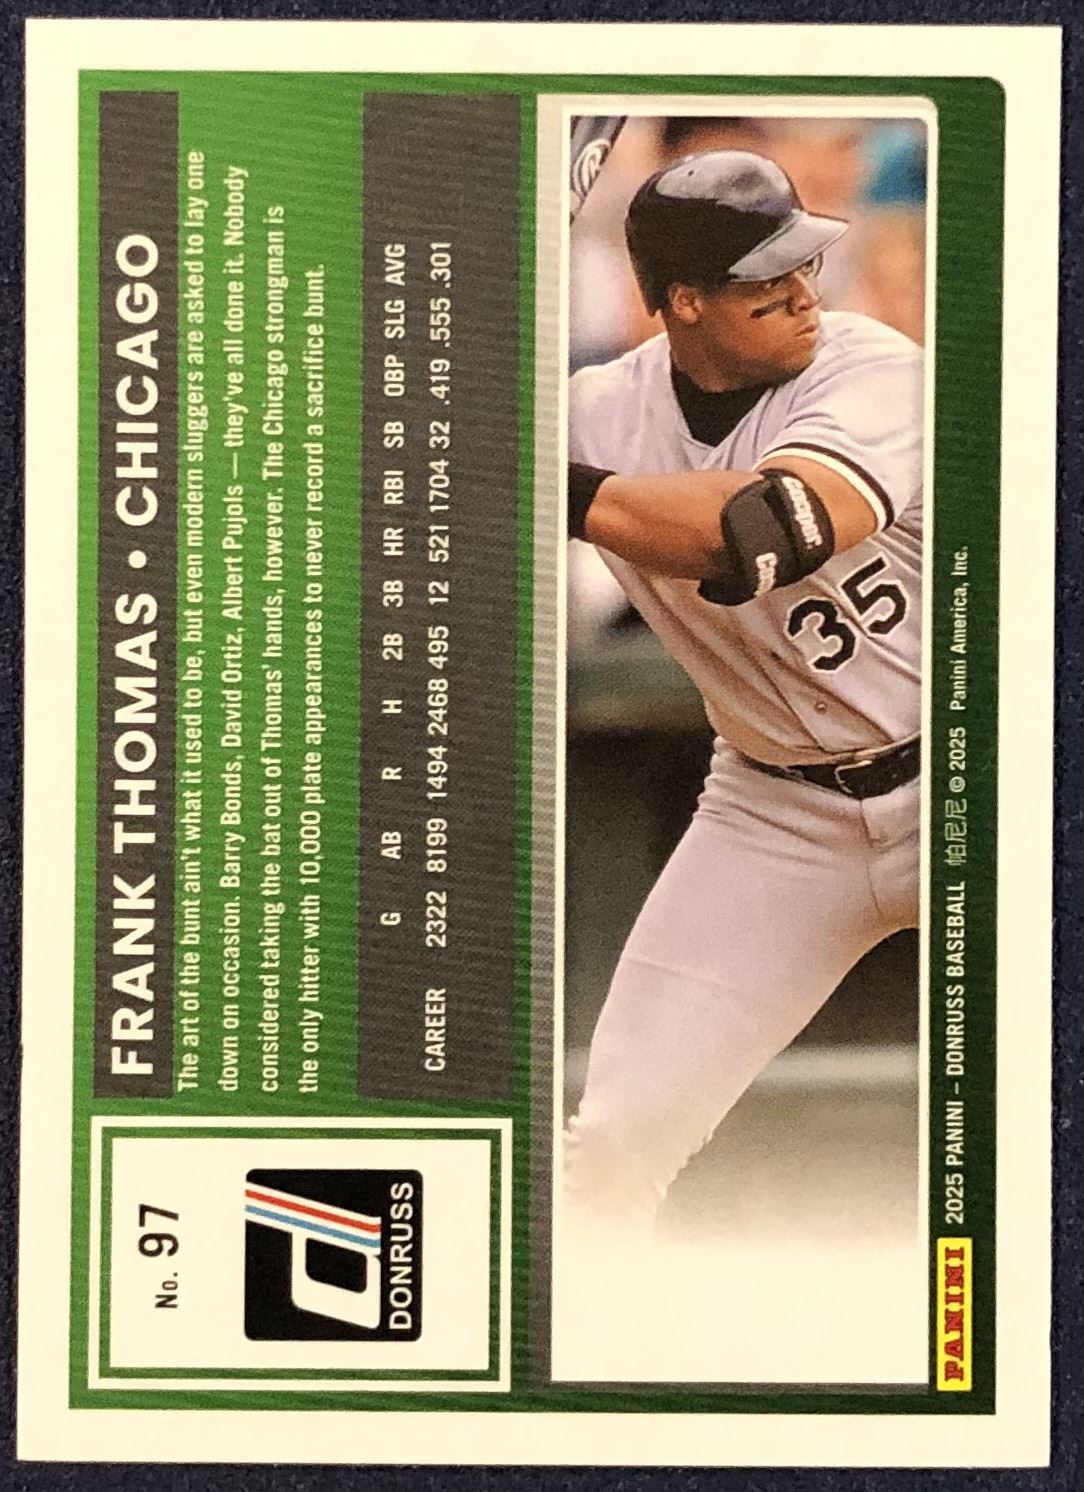 No. 97
DONRUSS
FRANK THOMAS • CHICAGO
The art of the bunt ain't what it used to be, but even modern sluggers are asked to lay one
down on occasion. Barry Bonds, David Ortiz, Albert Pujols — they've all done it. Nobody
considered taking the bat out of Thomas' hands, however. The Chicago strongman is
the only hitter with 10,000 plate appearances to never record a sacrifice bunt.
G AB R H 2B 3B HR RBI SB OBP SLG AVG
CAREER 2322 8199 1494 2468 495 12 521 1704 32 .419 .555 .301
35
PANINI 2025 PANINI – DONRUSS BASEBALL 帕尼尼 © 2025 Panini America, Inc.